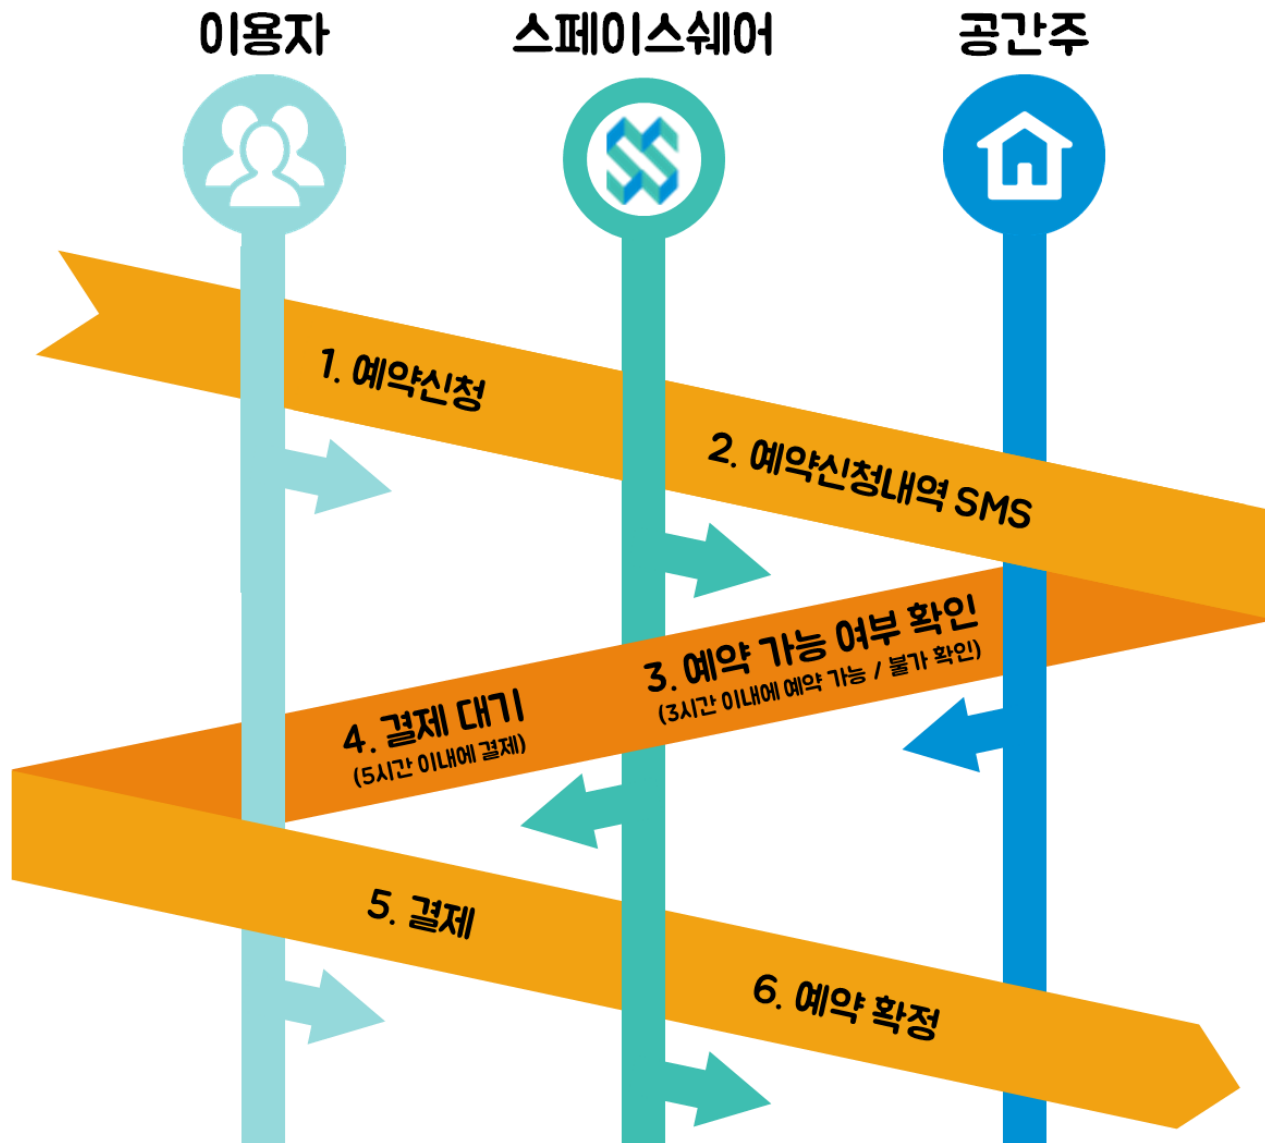 이용자
스페이스쉐어
공간주
1. 예약신청
2. 예약신청내역 SMS
3. 예약 가능 여부 확인
(3시간 이내에 예약 가능 / 불가 확인)
4. 결제 대기
(5시간 이내에 결제)
5. 결제
6. 예약 확정